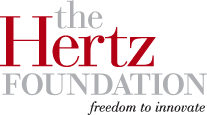 the
Hertz
FOUNDATION
freedom to innovate